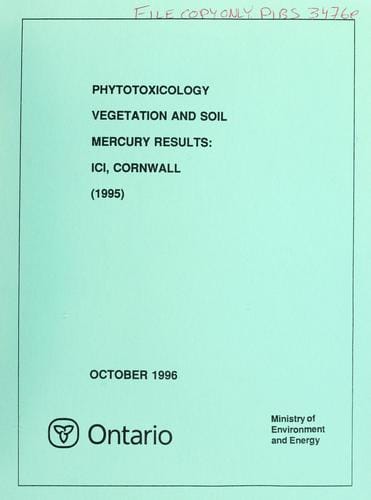 FILE COPY ONLY PIBS 3476e
PHYTOTOXICOLOGY
VEGETATION AND SOIL
MERCURY RESULTS:
ICI, CORNWALL
(1995)
OCTOBER 1996
Ontario
Ministry of
Environment
and Energy